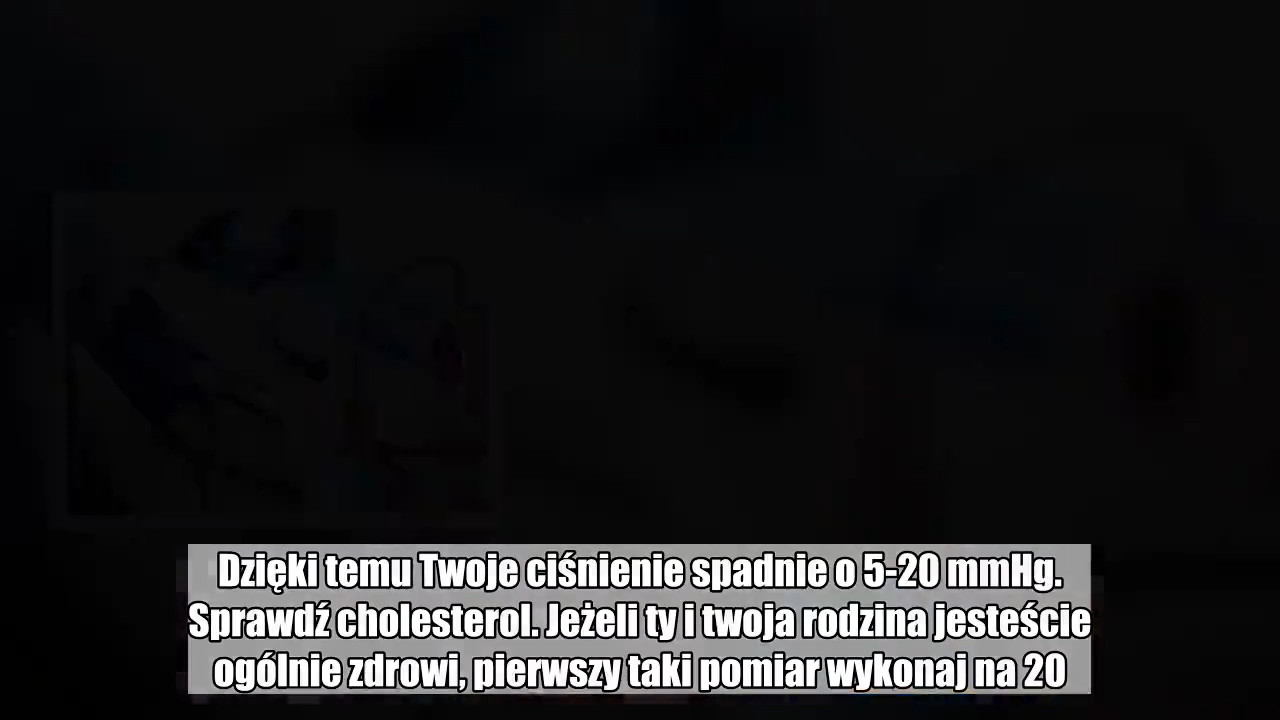 Dzięki temu Twoje ciśnienie spadnie o 5-20 mmHg.
Sprawdź cholesterol. Jeżeli ty i twoja rodzina jesteście
ogólnie zdrowi, pierwszy taki pomiar wykonaj na 20